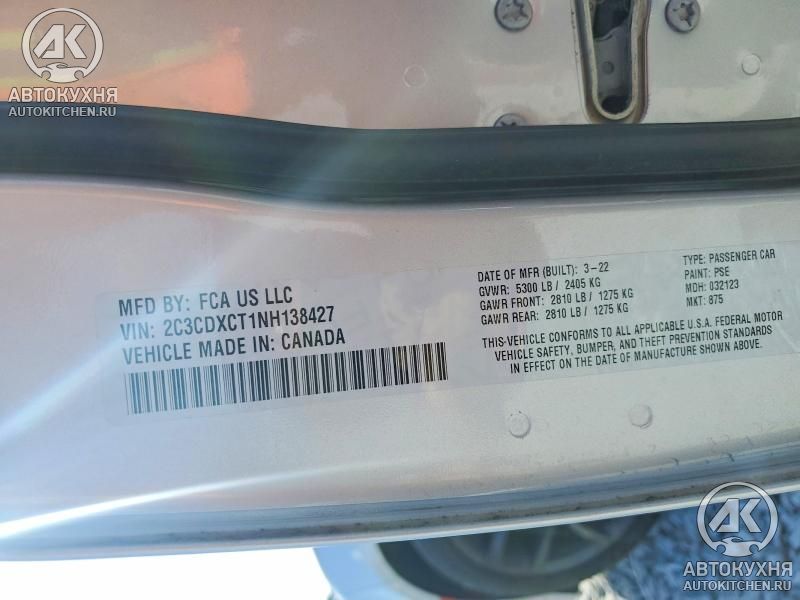 AK
АВТОКУХНЯ
AUTOKITCHEN.RU
MFD BY: FCA US LLC
VIN: 2C3CDXCT1NH138427
VEHICLE MADE IN: CANADA
DATE OF MFR (BUILT): 3-22
GVWR: 5300 LB / 2405 KG
GAWR FRONT: 2810 LB / 1275 KG
GAWR REAR: 2810 LB / 1275 KG
TYPE: PASSENGER CAR
PAINT: PSE
MDH: 032123
MKT: 875
THIS-VEHICLE CONFORMS TO ALL APPLICABLE U.S.A. FEDERAL MOTOR
VEHICLE SAFETY, BUMPER, AND THEFT PREVENTION STANDARDS
IN EFFECT ON THE DATE OF MANUFACTURE SHOWN ABOVE.
AK
АВТОКУХНЯ
AUTOKITCHEN.RU